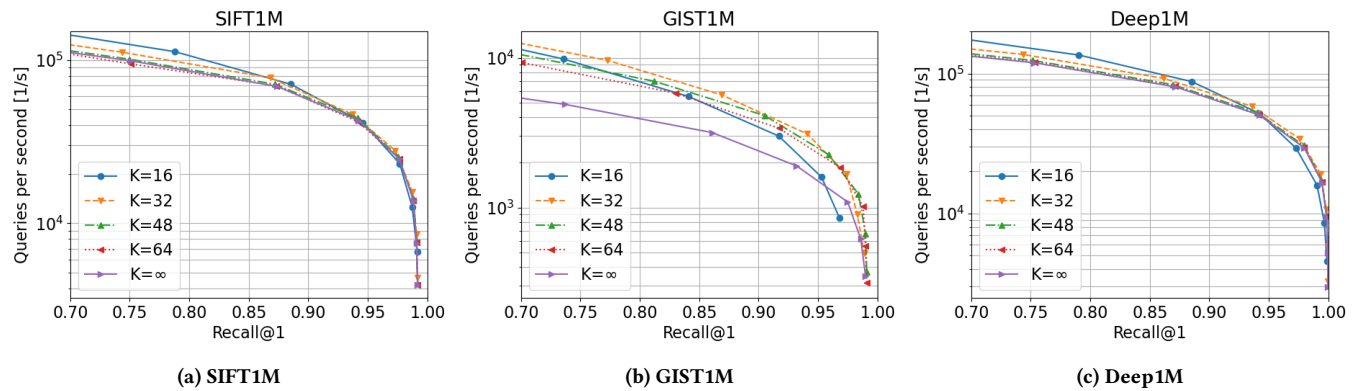 SIFT1M
Queries per second [1/s]
10^5
10^4
K=16
K=32
K=48
K=64
K=∞
0.70 0.75 0.80 0.85 0.90 0.95 1.00
Recall@1
(a) SIFT1M
GIST1M
Queries per second [1/s]
10^4
10^3
K=16
K=32
K=48
K=64
K=∞
0.70 0.75 0.80 0.85 0.90 0.95 1.00
Recall@1
(b) GIST1M
Deep1M
Queries per second [1/s]
10^5
10^4
K=16
K=32
K=48
K=64
K=∞
0.70 0.75 0.80 0.85 0.90 0.95 1.00
Recall@1
(c) Deep1M